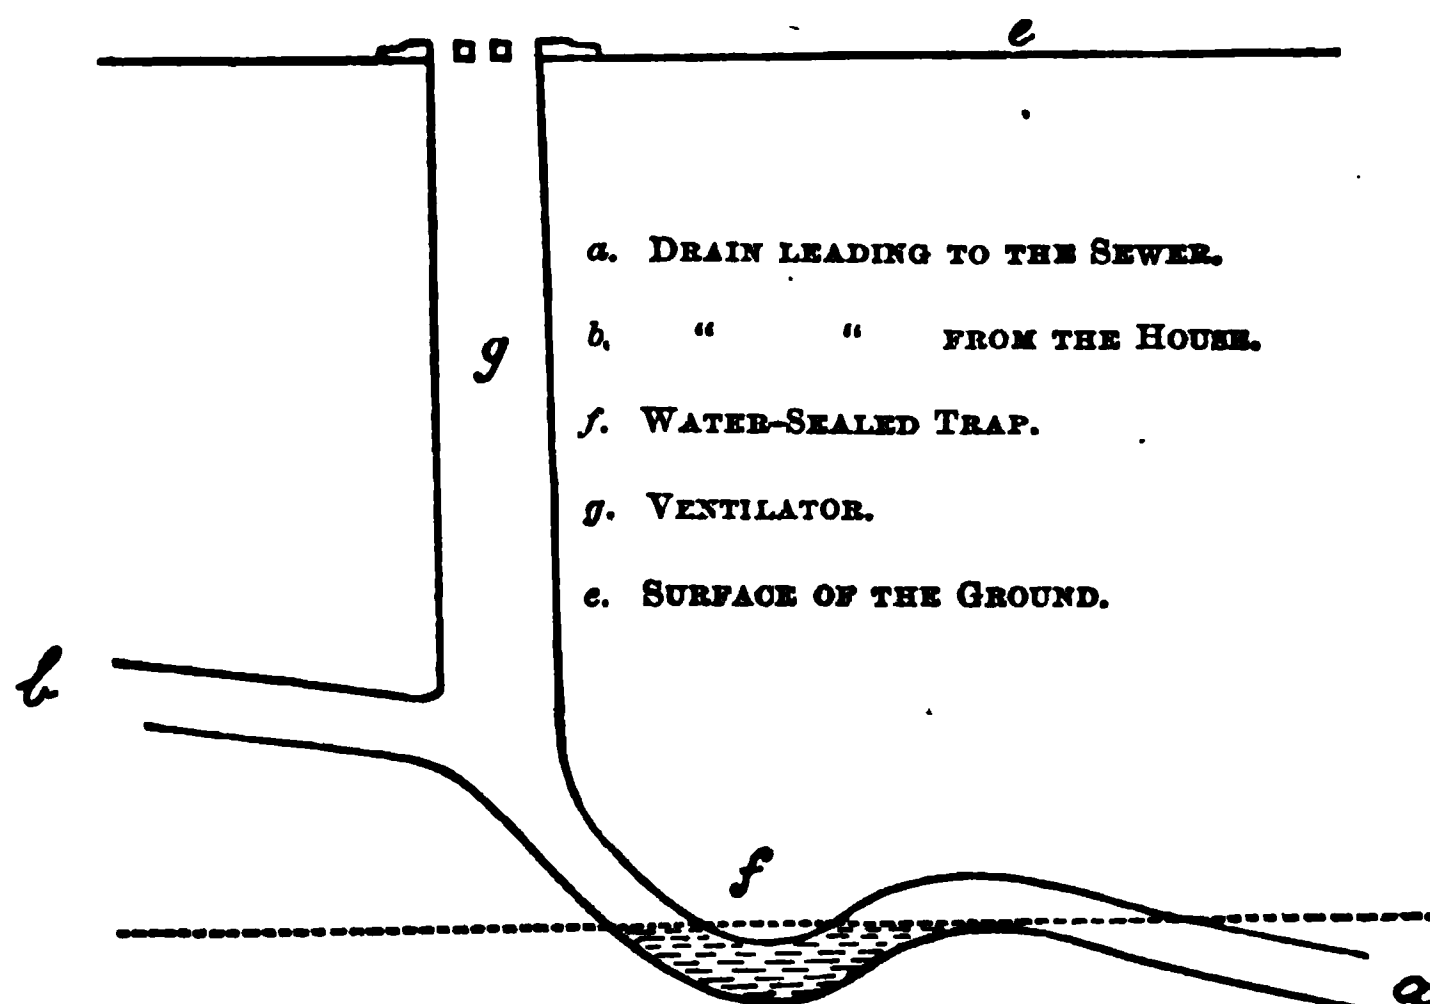 e
a. DRAIN LEADING TO THE SEWER.
b. “ “ FROM THE HOUSE.
g
f. WATER-SEALED TRAP.
g. VENTILATOR.
e. SURFACE OF THE GROUND.
b
f
a